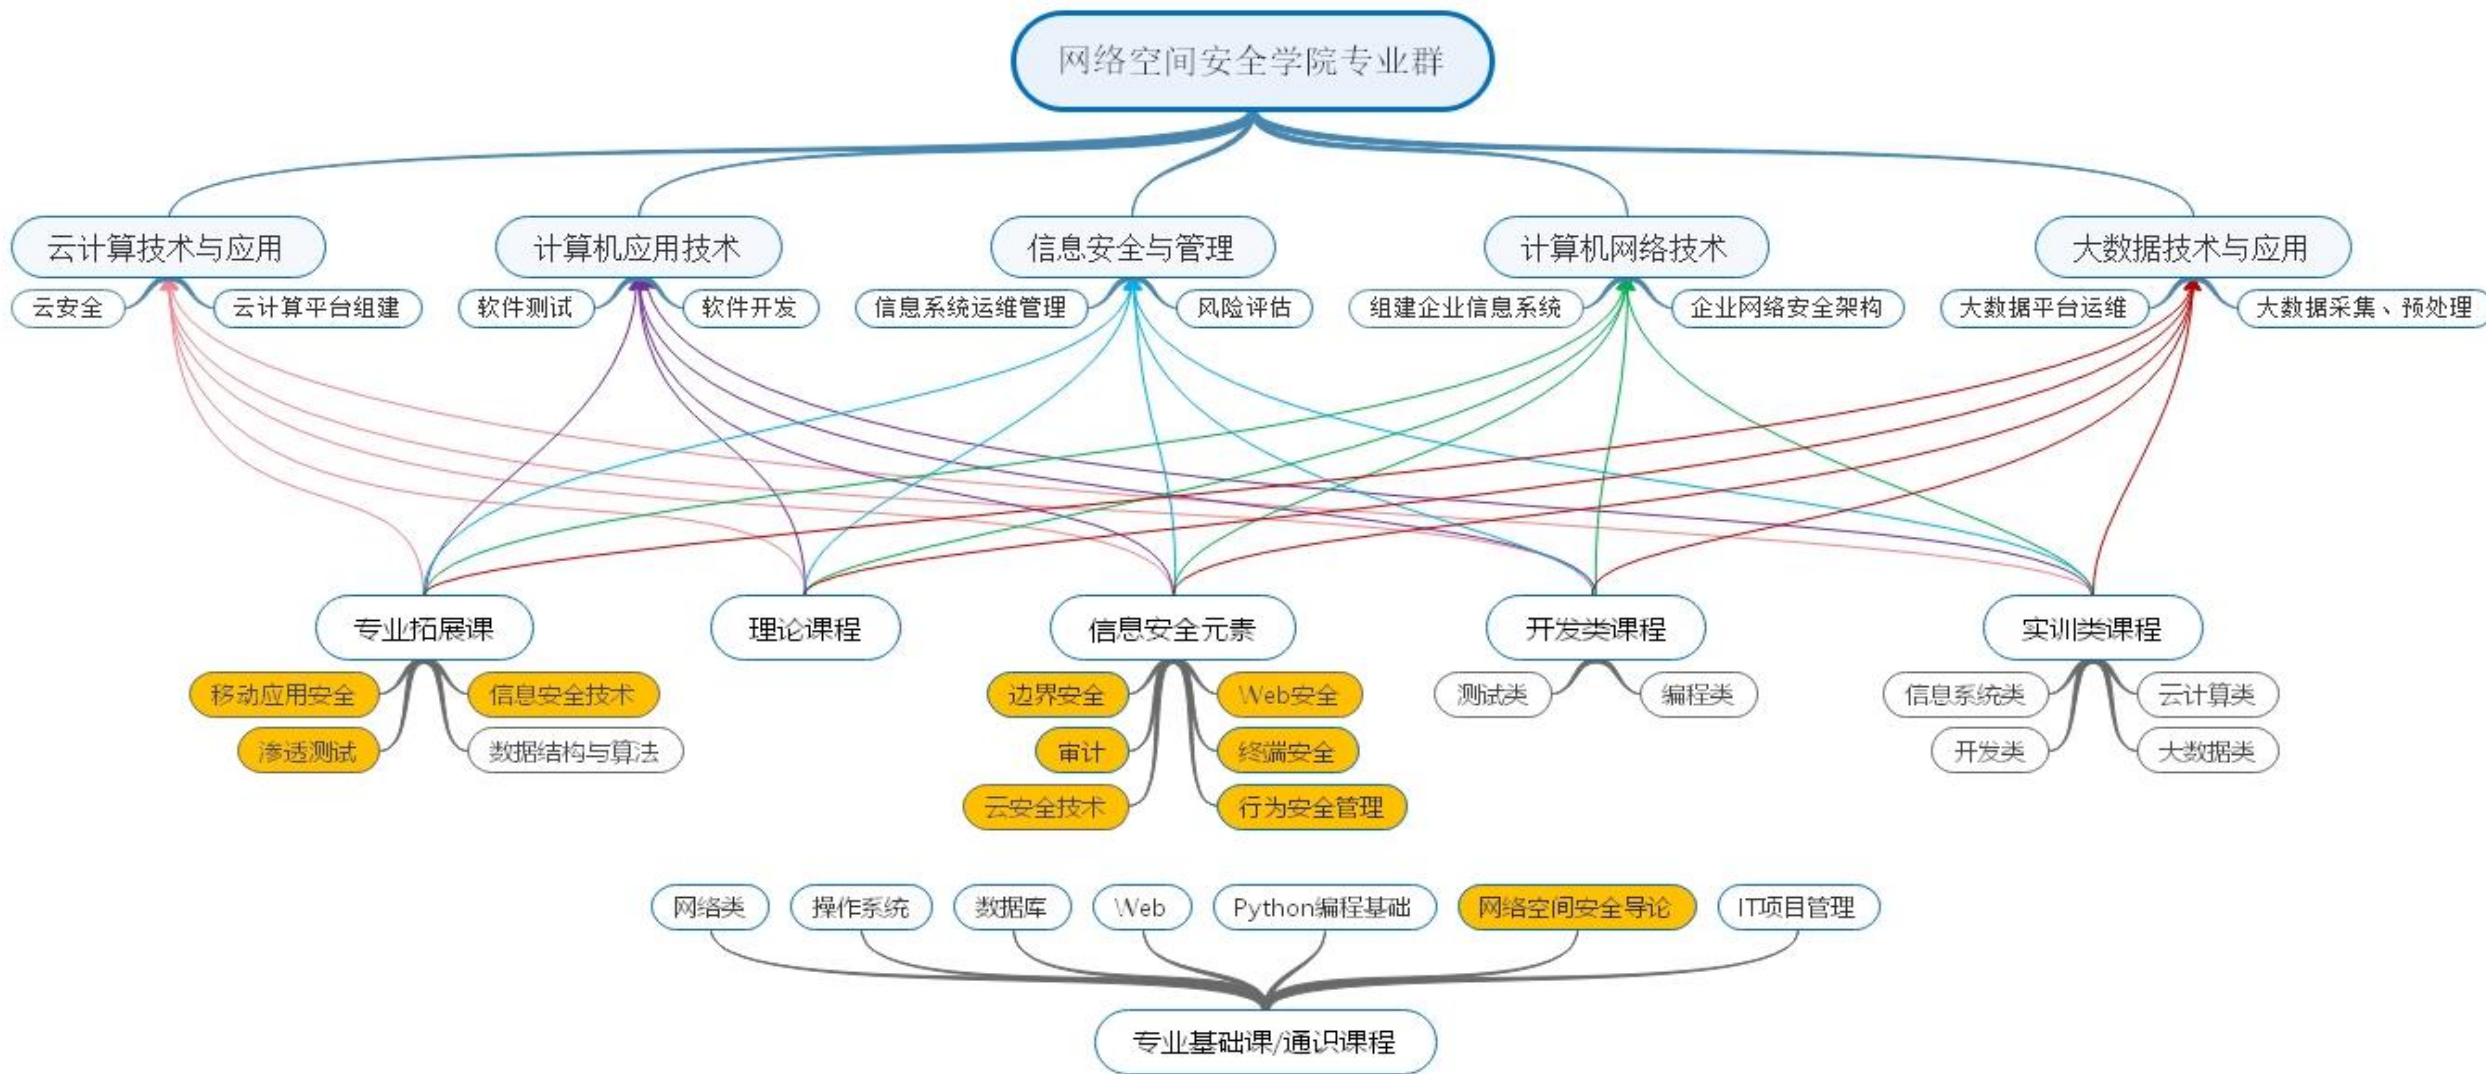 网络空间安全学院专业群
云计算技术与应用
计算机应用技术
信息安全与管理
计算机网络技术
大数据技术与应用
云安全
云计算平台组建
软件测试
软件开发
信息系统运维管理
风险评估
组建企业信息系统
企业网络安全架构
大数据平台运维
大数据采集、预处理
专业拓展课
理论课程
信息安全元素
开发类课程
实训类课程
移动应用安全
信息安全技术
边界安全
Web安全
测试类
编程类
信息系统类
云计算类
渗透测试
数据结构与算法
审计
终端安全
开发类
大数据类
云安全技术
行为安全管理
网络类
操作系统
数据库
Web
Python编程基础
网络空间安全导论
IT项目管理
专业基础课/通识课程